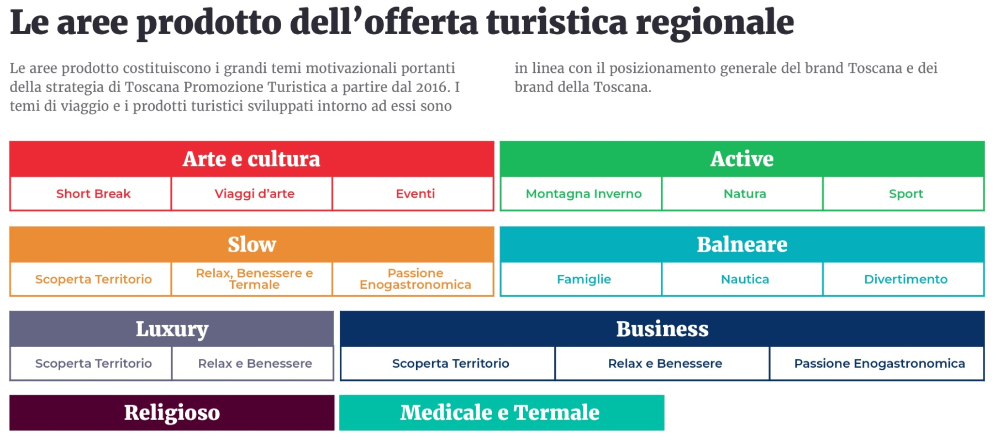 Le aree prodotto dell’offerta turistica regionale
Le aree prodotto costituiscono i grandi temi motivazionali portanti
della strategia di Toscana Promozione Turistica a partire dal 2016. I
temi di viaggio e i prodotti turistici sviluppati intorno ad essi sono
in linea con il posizionamento generale del brand Toscana e dei
brand della Toscana.
Arte e cultura
Short Break
Viaggi d’arte
Eventi
Active
Montagna Inverno
Natura
Sport
Slow
Scoperta Territorio
Relax, Benessere e
Termale
Passione
Enogastronomica
Balneare
Famiglie
Nautica
Divertimento
Luxury
Scoperta Territorio
Relax e Benessere
Business
Scoperta Territorio
Relax e Benessere
Passione Enogastronomica
Religioso
Medicale e Termale